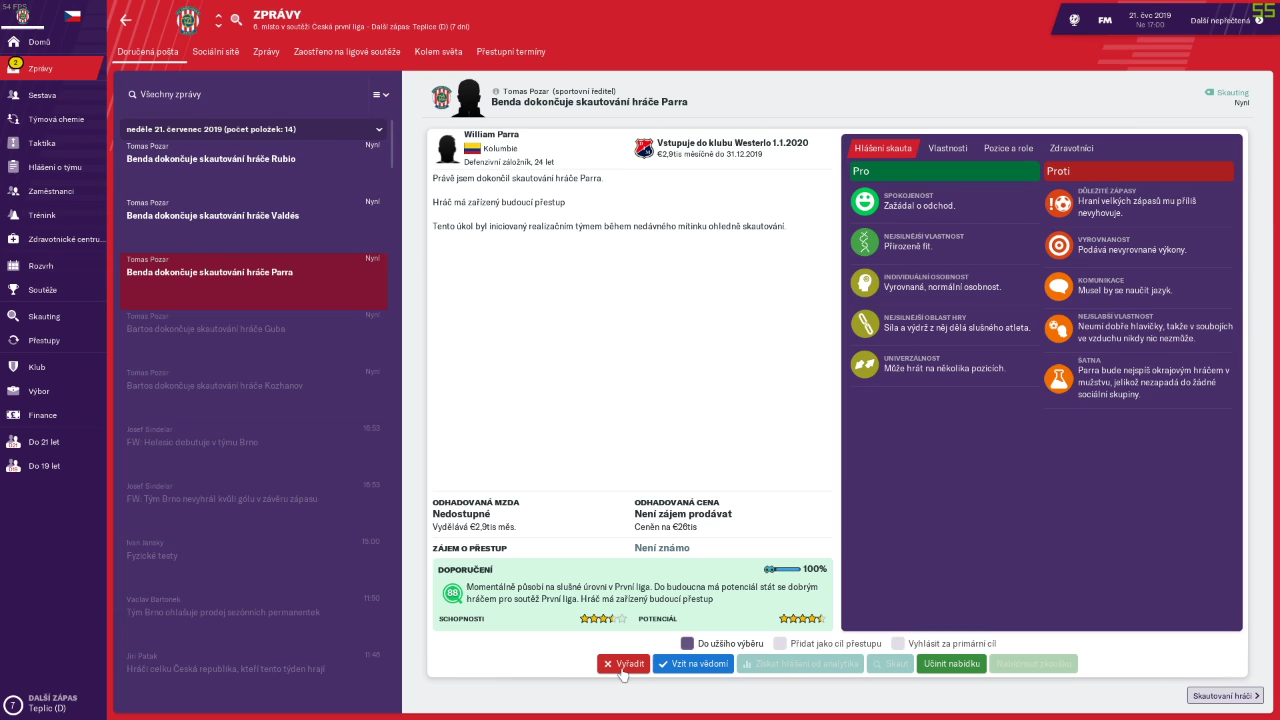 54 FPS
55
ZPRÁVY
6. místo v soutěži Česká první liga - Další zápas: Teplice (D) (7 dní)
FM
21. čvc 2019
Ne 17:00
Další nepřečtená
Doručená pošta
Sociální sítě
Zprávy
Zaostřeno na ligové soutěže
Kolem světa
Přestupní termíny
Domů
2
Zprávy
Sestava
Týmová chemie
Taktika
Hlášení o týmu
Zaměstnanci
Trénink
Zdravotnické centru...
Rozvrh
Soutěže
Skauting
Přestupy
Klub
Výbor
Finance
Do 21 let
Do 19 let
7
DALŠÍ ZÁPAS
Teplic (D)
Všechny zprávy
neděle 21. červenec 2019 (počet položek: 14)
Tomas Pozar
Nyní
Benda dokončuje skautování hráče Rubio
Tomas Pozar
Nyní
Benda dokončuje skautování hráče Valdés
Tomas Pozar
Nyní
Benda dokončuje skautování hráče Parra
Tomas Pozar
Nyní
Bartos dokončuje skautování hráče Guba
Tomas Pozar
Nyní
Bartos dokončuje skautování hráče Kozhanov
Josef Sindelar
16:53
FW: Helesic debutuje v týmu Brno
Josef Sindelar
16:53
FW: Tým Brno nevyhrál kvůli gólu v závěru zápasu
Ivan Janaky
15:00
Fyzické testy
Vaclav Bartonek
11:50
Tým Brno ohlašuje prodej sezónních permanentek
Jiri Patak
11:46
Hráči celku Česká republika, kteří tento týden hrají
Tomas Pozar (sportovní ředitel)
Benda dokončuje skautování hráče Parra
Skauting
Nyní
William Parra
Kolumbie
Defenzivní záložník, 24 let
Vstupuje do klubu Westerlo 1.1.2020
€2,9tis měsíčně do 31.12.2019
Právě jsem dokončil skautování hráče Parra.
Hráč má zařízený budoucí přestup
Tento úkol byl iniciovaný realizačním týmem během nedávného mítinku ohledně skautování.
ODHADOVANÁ MZDA
Nedostupné
Vydělává €2,9tis měs.
ODHADOVANÁ CENA
Není zájem prodávat
Ceněn na €26tis
ZÁJEM O PŘESTUP
Není známo
DOPORUČENÍ
100%
88
Momentálně působí na slušné úrovni v První liga. Do budoucna má potenciál stát se dobrým
hráčem pro soutěž První liga. Hráč má zařízený budoucí přestup
SCHOPNOSTI
POTENCIÁL
Hlášení skauta
Vlastnosti
Pozice a role
Zdravotníci
Pro
SPOKOJENOST
Zažádal o odchod.
NEJSILNĚJŠÍ VLASTNOST
Přirozeně fit.
INDIVIDUÁLNÍ OSOBNOST
Vyrovnaná, normální osobnost.
NEJSILNĚJŠÍ OBLAST HRY
Síla a výdrž z něj dělá slušného atleta.
UNIVERZÁLNOST
Může hrát na několika pozicích.
Proti
DŮLEŽITÉ ZÁPASY
Hraní velkých zápasů mu příliš
nevyhovuje.
VYROVNANOST
Podává nevyrovnané výkony.
KOMUNIKACE
Musel by se naučit jazyk.
NEJSLABŠÍ VLASTNOST
Neumí dobře hlavičky, takže v soubojích
ve vzduchu nikdy nic nezmůže.
ŠATNA
Parra bude nejspíš okrajovým hráčem v
mužstvu, jelikož nezapadá do žádné
sociální skupiny.
Do užšího výběru
Přidat jako cíl přestupu
Vyhlásit za primární cíl
Vyřadit
Vzít na vědomí
Získat hlášení od analytika
Skaut
Učinit nabídku
Nabídnout zkoušku
Skautovaní hráči